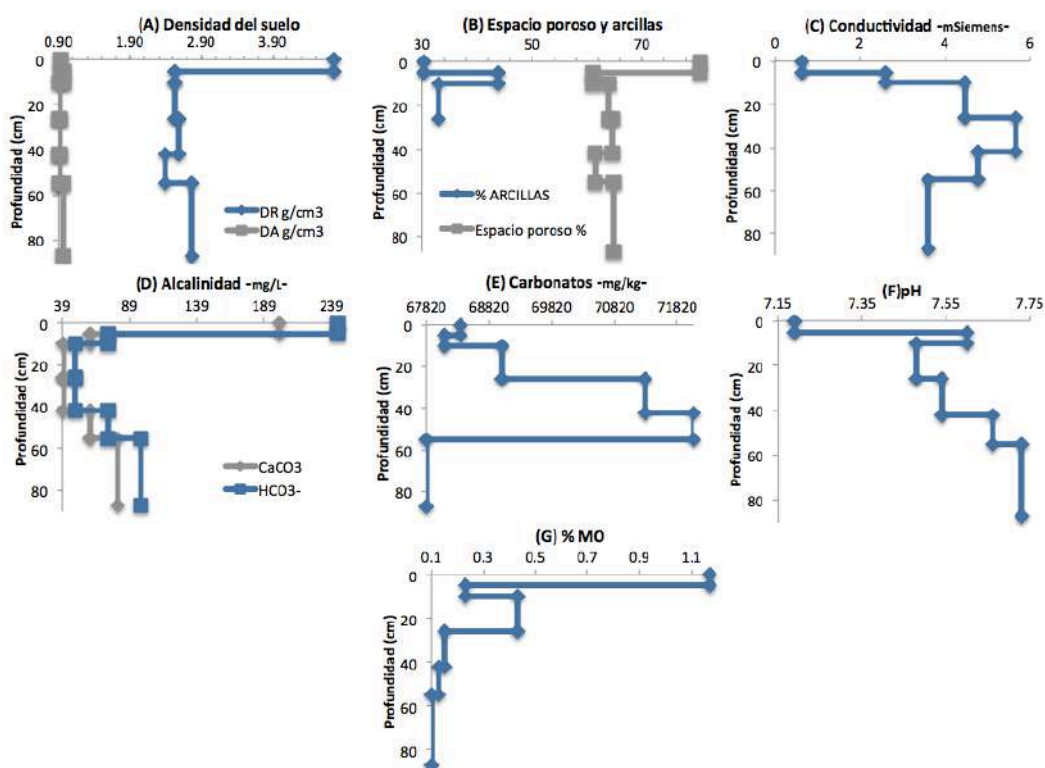 (A) Densidad del suelo
0.90 1.90 2.90 3.90
0
20
40
60
80
Profundidad (cm)
DR g/cm3
DA g/cm3
(B) Espacio poroso y arcillas
30 50 70
0
20
40
60
80
Profundidad (cm)
% ARCILLAS
Espacio poroso %
(C) Conductividad -mSiemens-
0 2 4 6
0
20
40
60
80
Profundidad (cm)
(D) Alcalinidad -mg/L-
39 89 139 189 239
0
20
40
60
80
Profundidad (cm)
CaCO3
HCO3-
(E) Carbonatos -mg/kg-
67820 68820 69820 70820 71820
0
20
40
60
80
Profundidad (cm)
(F)pH
7.15 7.35 7.55 7.75
0
20
40
60
80
Profundidad (cm)
(G) % MO
0.1 0.3 0.5 0.7 0.9 1.1
0
20
40
60
80
Profundidad (cm)